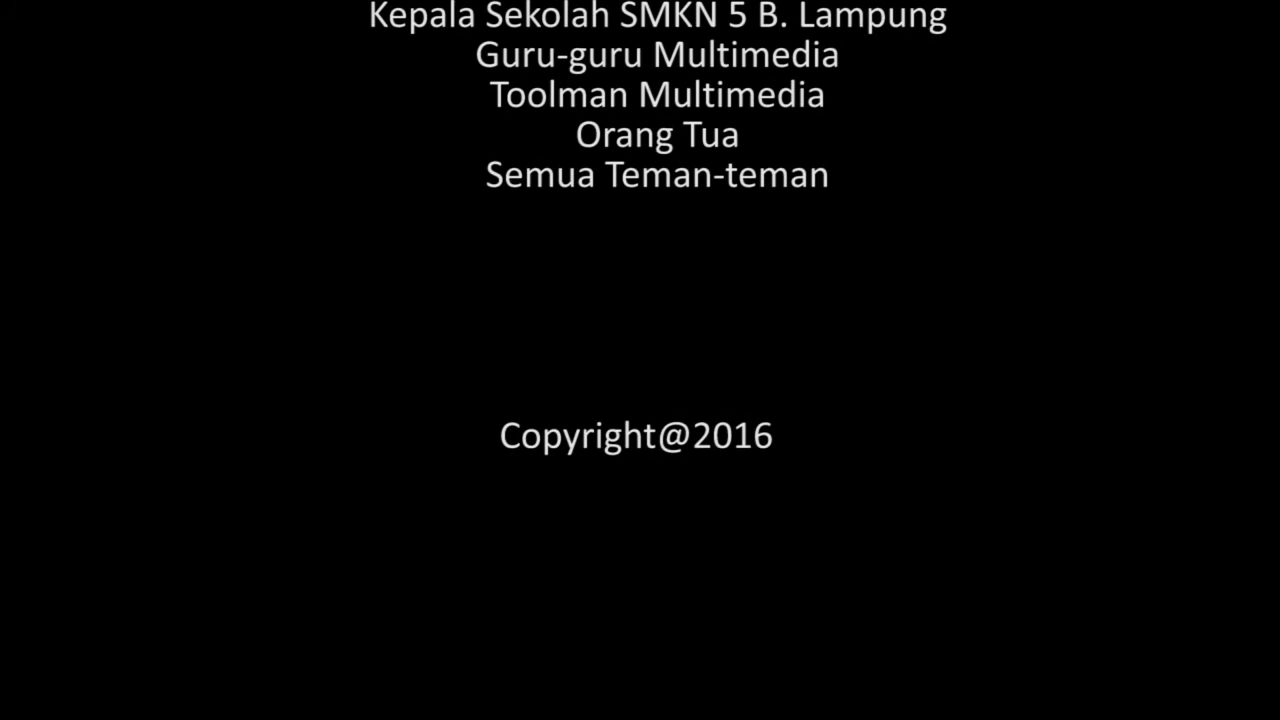 Kepala Sekolah SMKN 5 B. Lampung
Guru-guru Multimedia
Toolman Multimedia
Orang Tua
Semua Teman-teman
Copyright@2016